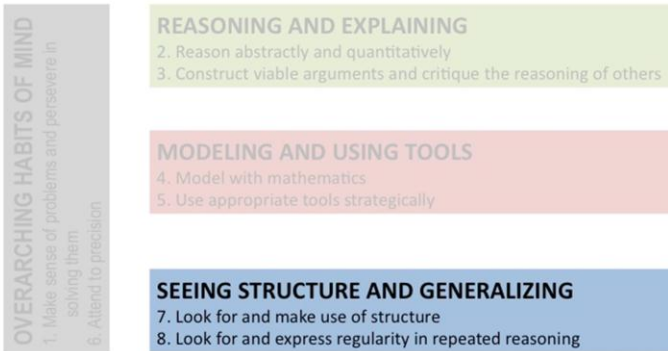 OVERARCHING HABITS OF MIND
1. Make sense of problems and persevere in
solving them
6. Attend to precision
REASONING AND EXPLAINING
2. Reason abstractly and quantitatively
3. Construct viable arguments and critique the reasoning of others
MODELING AND USING TOOLS
4. Model with mathematics
5. Use appropriate tools strategically
SEEING STRUCTURE AND GENERALIZING
7. Look for and make use of structure
8. Look for and express regularity in repeated reasoning